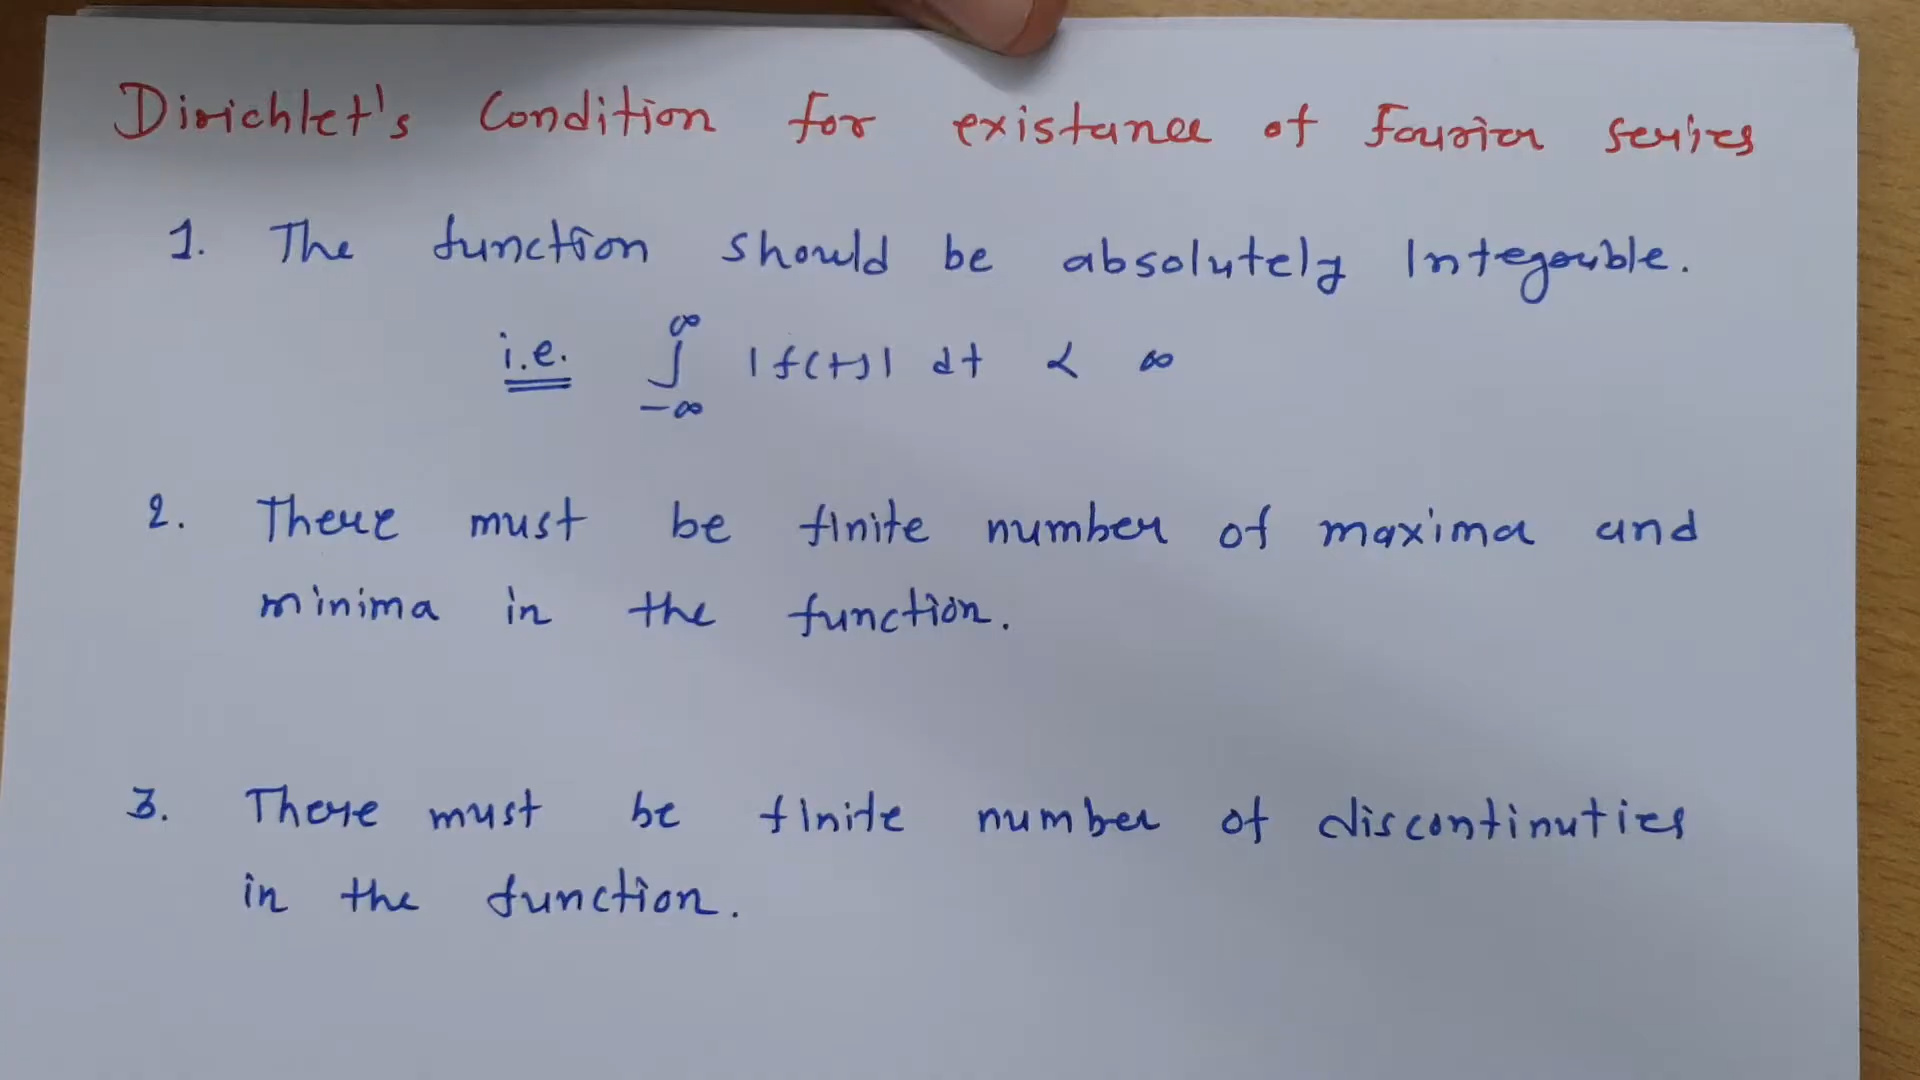 Dirichlet's Condition for existance of Fourier series
1. The function should be absolutely Integrable.
i.e. ∫_{-∞}^{∞} |f(t)| dt < ∞
2. There must be finite number of maxima and
minima in the function.
3. There must be finite number of discontinuties
in the function.